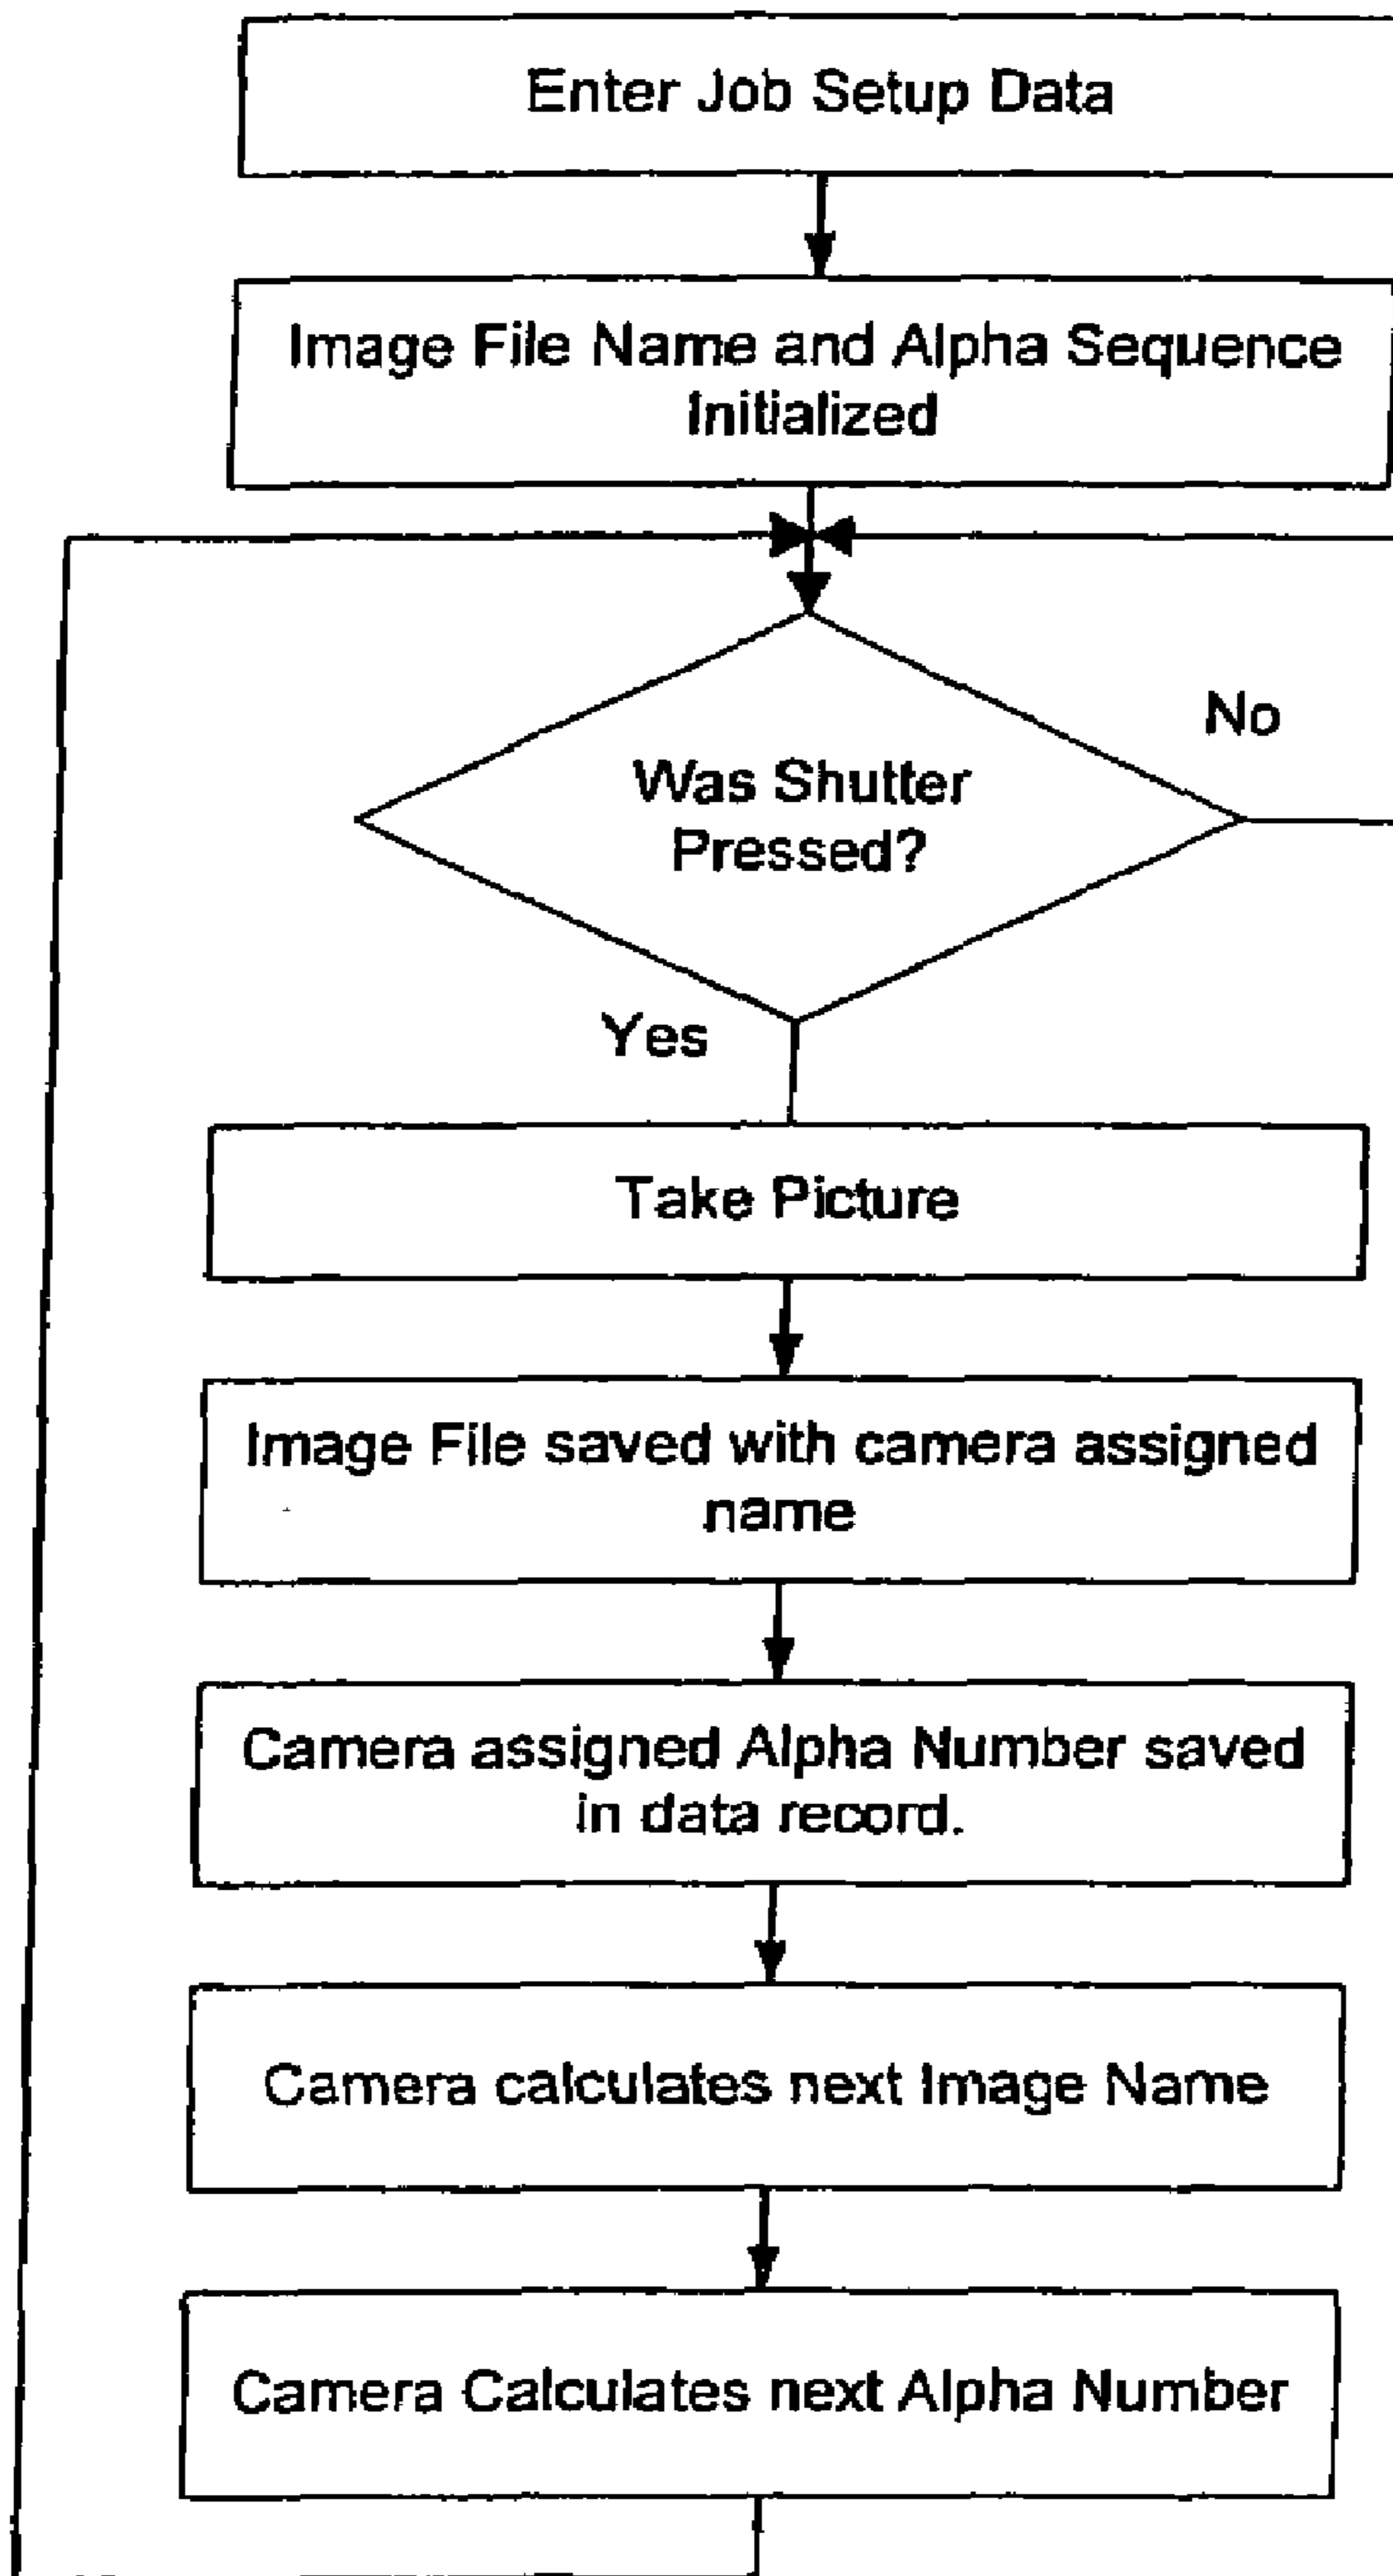 Enter Job Setup Data
Image File Name and Alpha Sequence
Initialized
No
Was Shutter
Pressed?
Yes
Take Picture
Image File saved with camera assigned
name
Camera assigned Alpha Number saved
in data record.
Camera calculates next Image Name
Camera Calculates next Alpha Number